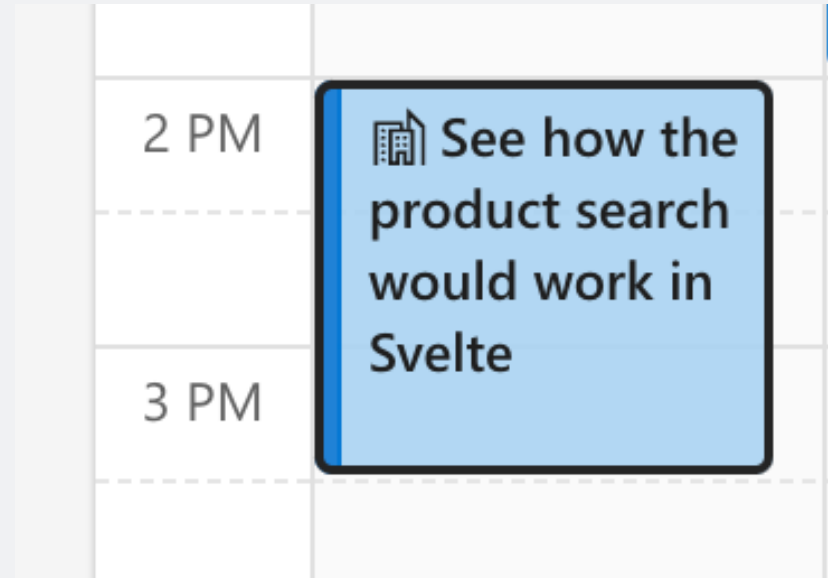 2 PM
See how the
product search
would work in
Svelte
3 PM